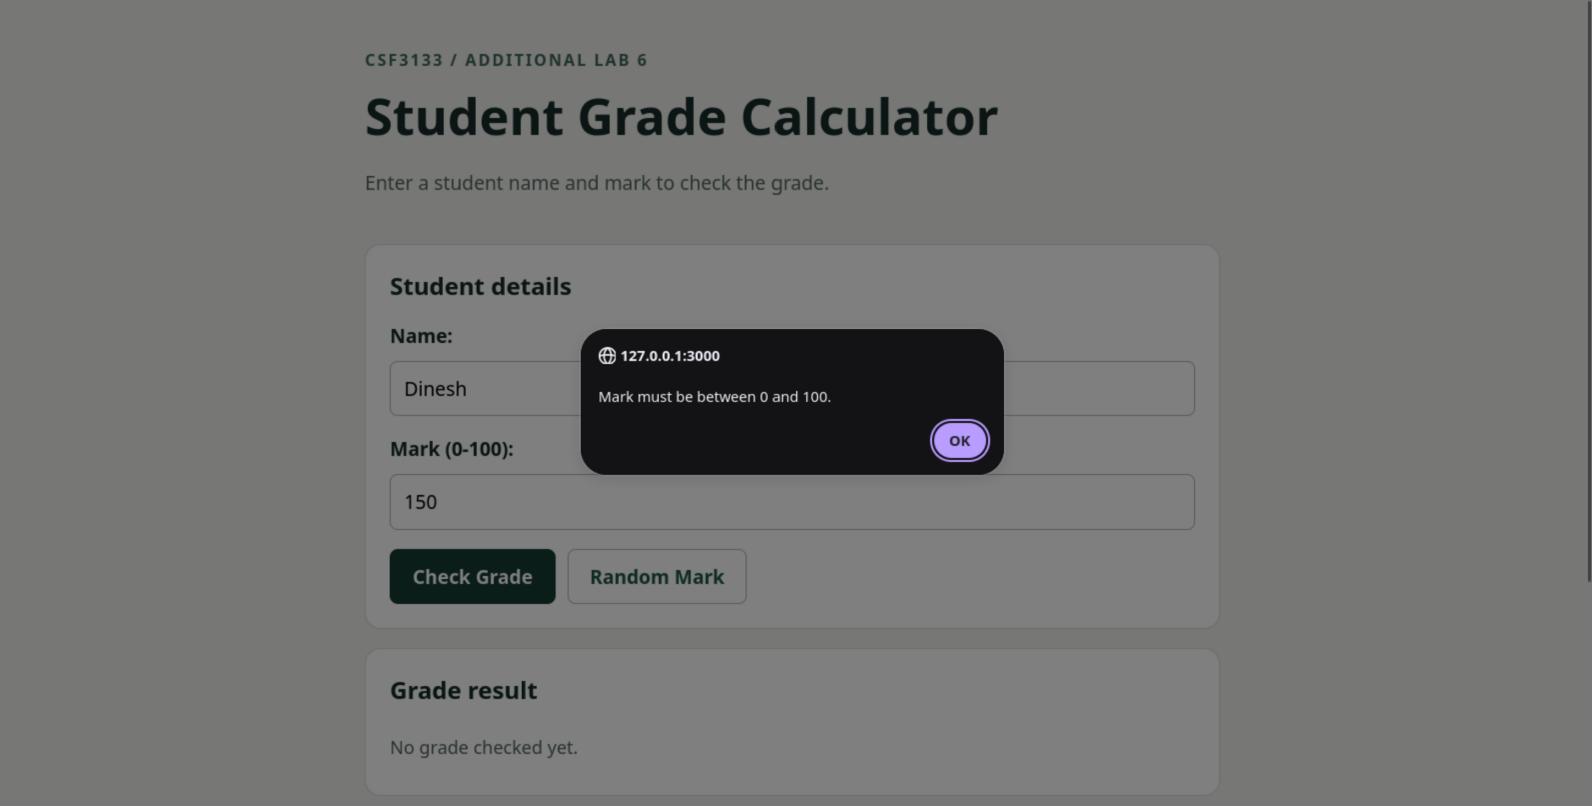 CSF3133 / ADDITIONAL LAB 6
Student Grade Calculator
Enter a student name and mark to check the grade.
Student details
Name:
Dinesh
127.0.0.1:3000
Mark must be between 0 and 100.
OK
Mark (0-100):
150
Check Grade
Random Mark
Grade result
No grade checked yet.